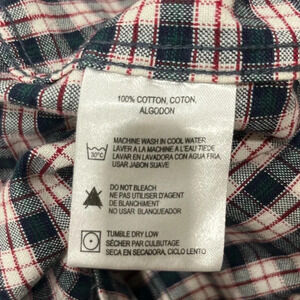 100% COTTON, COTON,
ALGODON
MACHINE WASH IN COOL WATER
LAVER A LA MACHINE A L'EAU TIEDE
LAVAR EN LAVADORA CON AGUA FRIA,
USAR JABON SUAVE
30°C
DO NOT BLEACH
NE PAS UTILISER D'AGENT
DE BLANCHIMENT
NO USAR BLANQUEADOR
TUMBLE DRY LOW
SÉCHER PAR CULBUTAGE
SECA EN SECADORA, CICLO LENTO